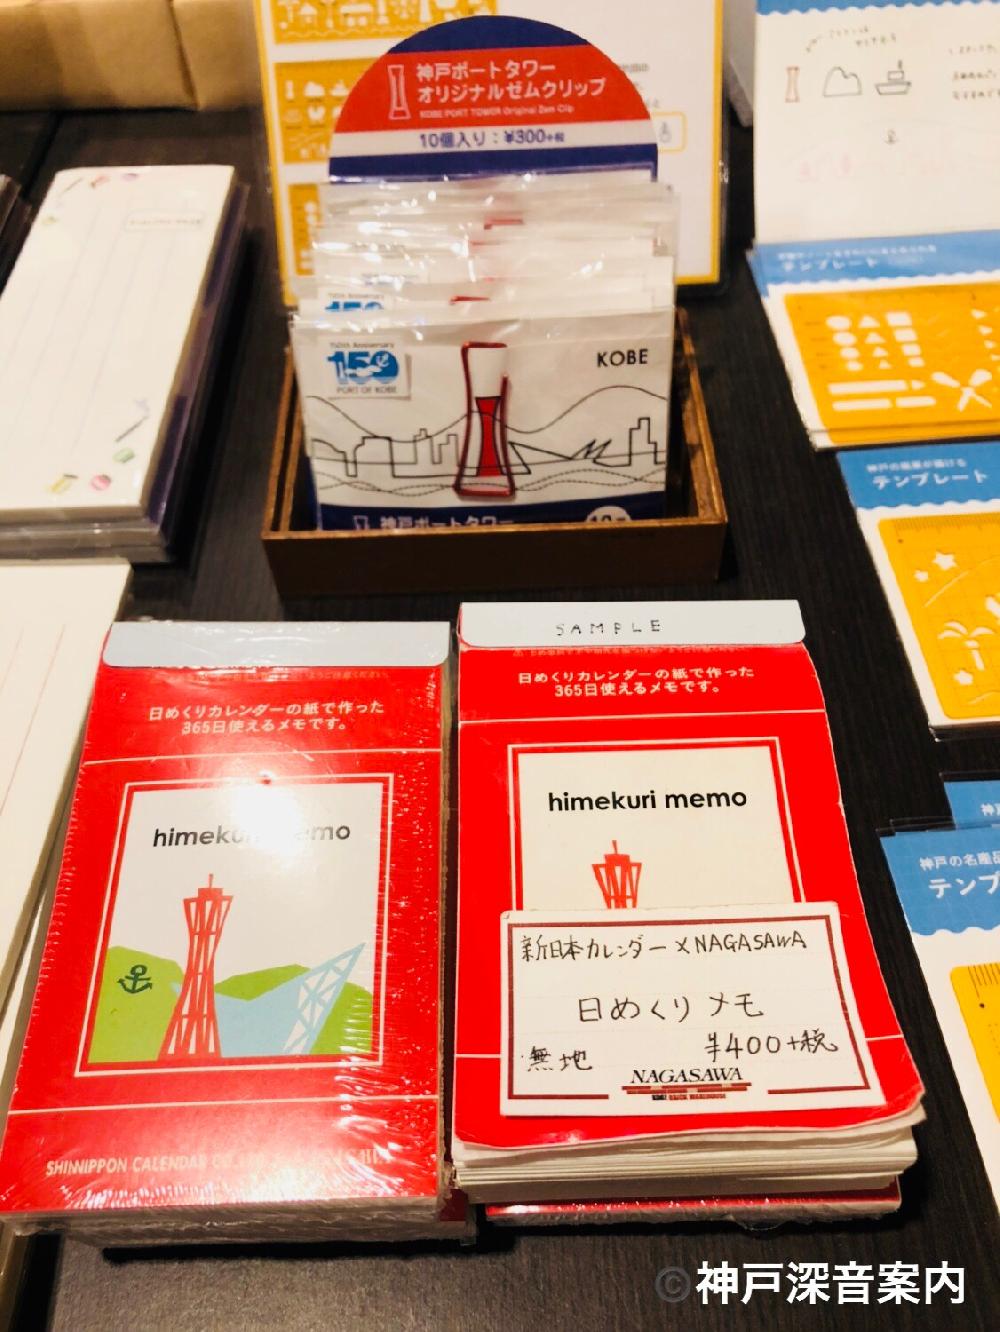 神戸ポートタワー
オリジナルゼムクリップ
KOBE PORT TOWER Original Zem Clip
10個入り：¥300+税
150th Anniversary
150
PORT OF KOBE
KOBE
神戸ポートタワー
テンプレート
神戸の風景が描ける
テンプレート
神戸の名産品
テンプ
日めくりカレンダーの紙で作った
365日使えるメモです。
himekuri memo
SHINNIPPON CALENDAR CO.
SAMPLE
日めくりカレンダーの紙で作った
365日使えるメモです。
himekuri memo
新日本カレンダー×NAGASAWA
日めくりメモ
無地
¥400+税
NAGASAWA
©神戸深音案内